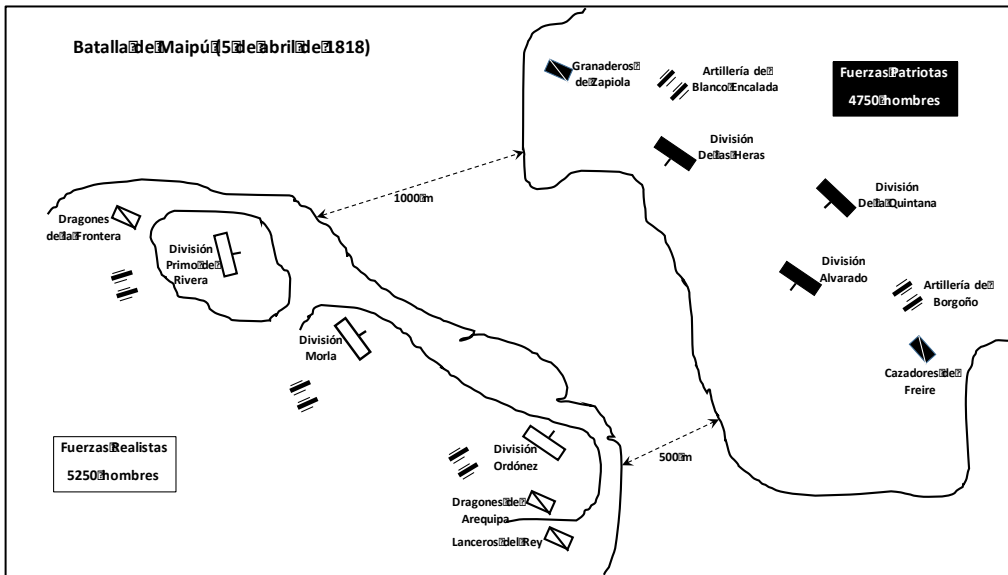 Batalla de Maipú (5 de abril de 1818)
Granaderos
de Zapiola
Artillería de
Blanco Encalada
Fuerzas Patriotas
4750 hombres
División
De las Heras
División
De la Quintana
División
Alvarado
Artillería de
Borgoño
Cazadores de
Freire
1000 m
Dragones
de la Frontera
División
Primo de
Rivera
División
Morla
Fuerzas Realistas
5250 hombres
División
Ordónez
500 m
Dragones de
Arequipa
Lanceros del Rey